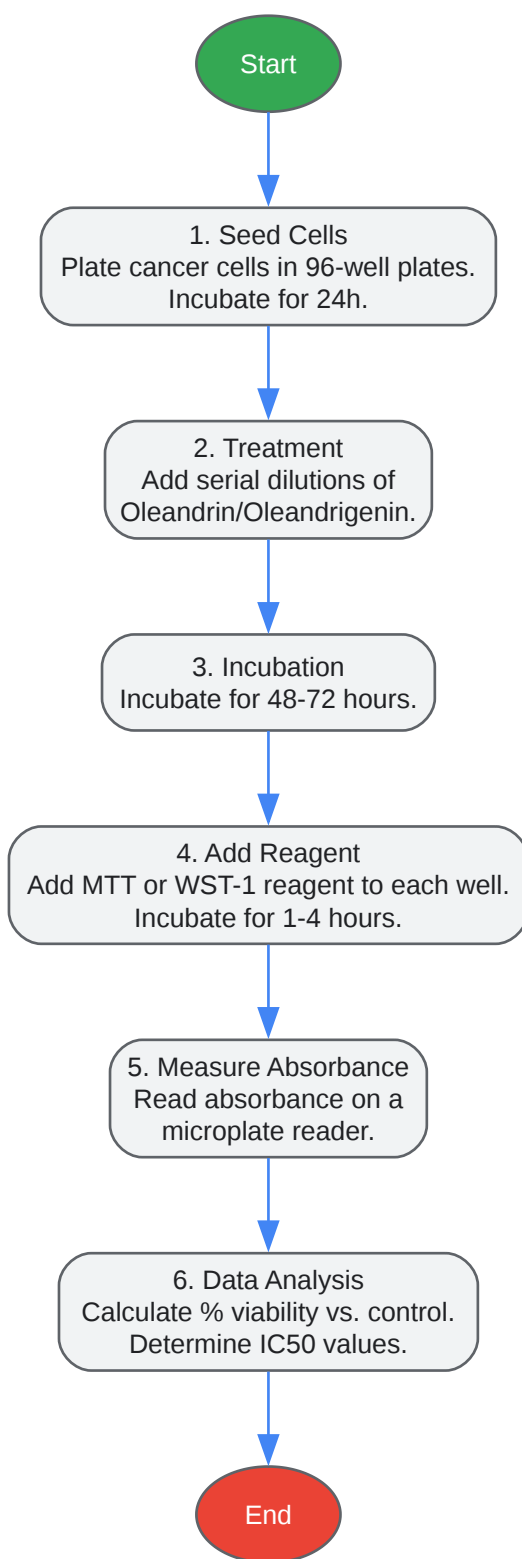 Start
1. Seed Cells
Plate cancer cells in 96-well plates.
Incubate for 24h.
2. Treatment
Add serial dilutions of
Oleandrin/Oleandrigenin.
3. Incubation
Incubate for 48-72 hours.
4. Add Reagent
Add MTT or WST-1 reagent to each well.
Incubate for 1-4 hours.
5. Measure Absorbance
Read absorbance on a
microplate reader.
6. Data Analysis
Calculate % viability vs. control.
Determine IC50 values.
End